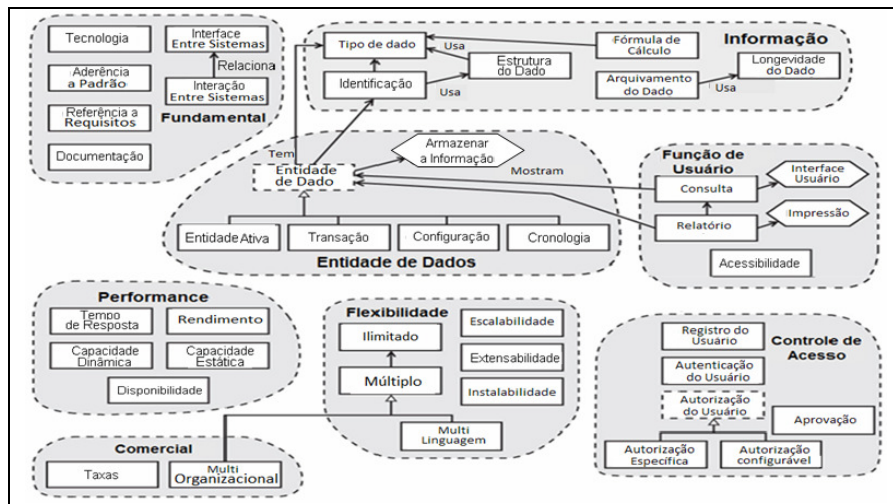 Tecnologia
Interface
Entre Sistemas
Relaciona
Aderência
a Padrão
Interação
Entre Sistemas
Referência a
Requisitos
Fundamental
Documentação
Informação
Tipo de dado
Usa
Fórmula de
Cálculo
Estrutura
do Dado
Longevidade
do Dado
Identificação
Usa
Arquivamento
do Dado
Usa
Tem
Armazenar
a Informação
Entidade
de Dado
Mostram
Entidade Ativa
Transação
Configuração
Cronologia
Entidade de Dados
Função de
Usuário
Interface
Usuário
Consulta
Impressão
Relatório
Acessibilidade
Performance
Tempo
de Resposta
Rendimento
Capacidade
Dinâmica
Capacidade
Estática
Disponibilidade
Flexibilidade
Ilimitado
Escalabilidade
Múltiplo
Extensabilidade
Instalabilidade
Multi
Linguagem
Comercial
Taxas
Multi
Organizacional
Registro do
Usuário
Controle de
Acesso
Autenticação
do Usuário
Autorização
do Usuário
Aprovação
Autorização
Específica
Autorização
configurável